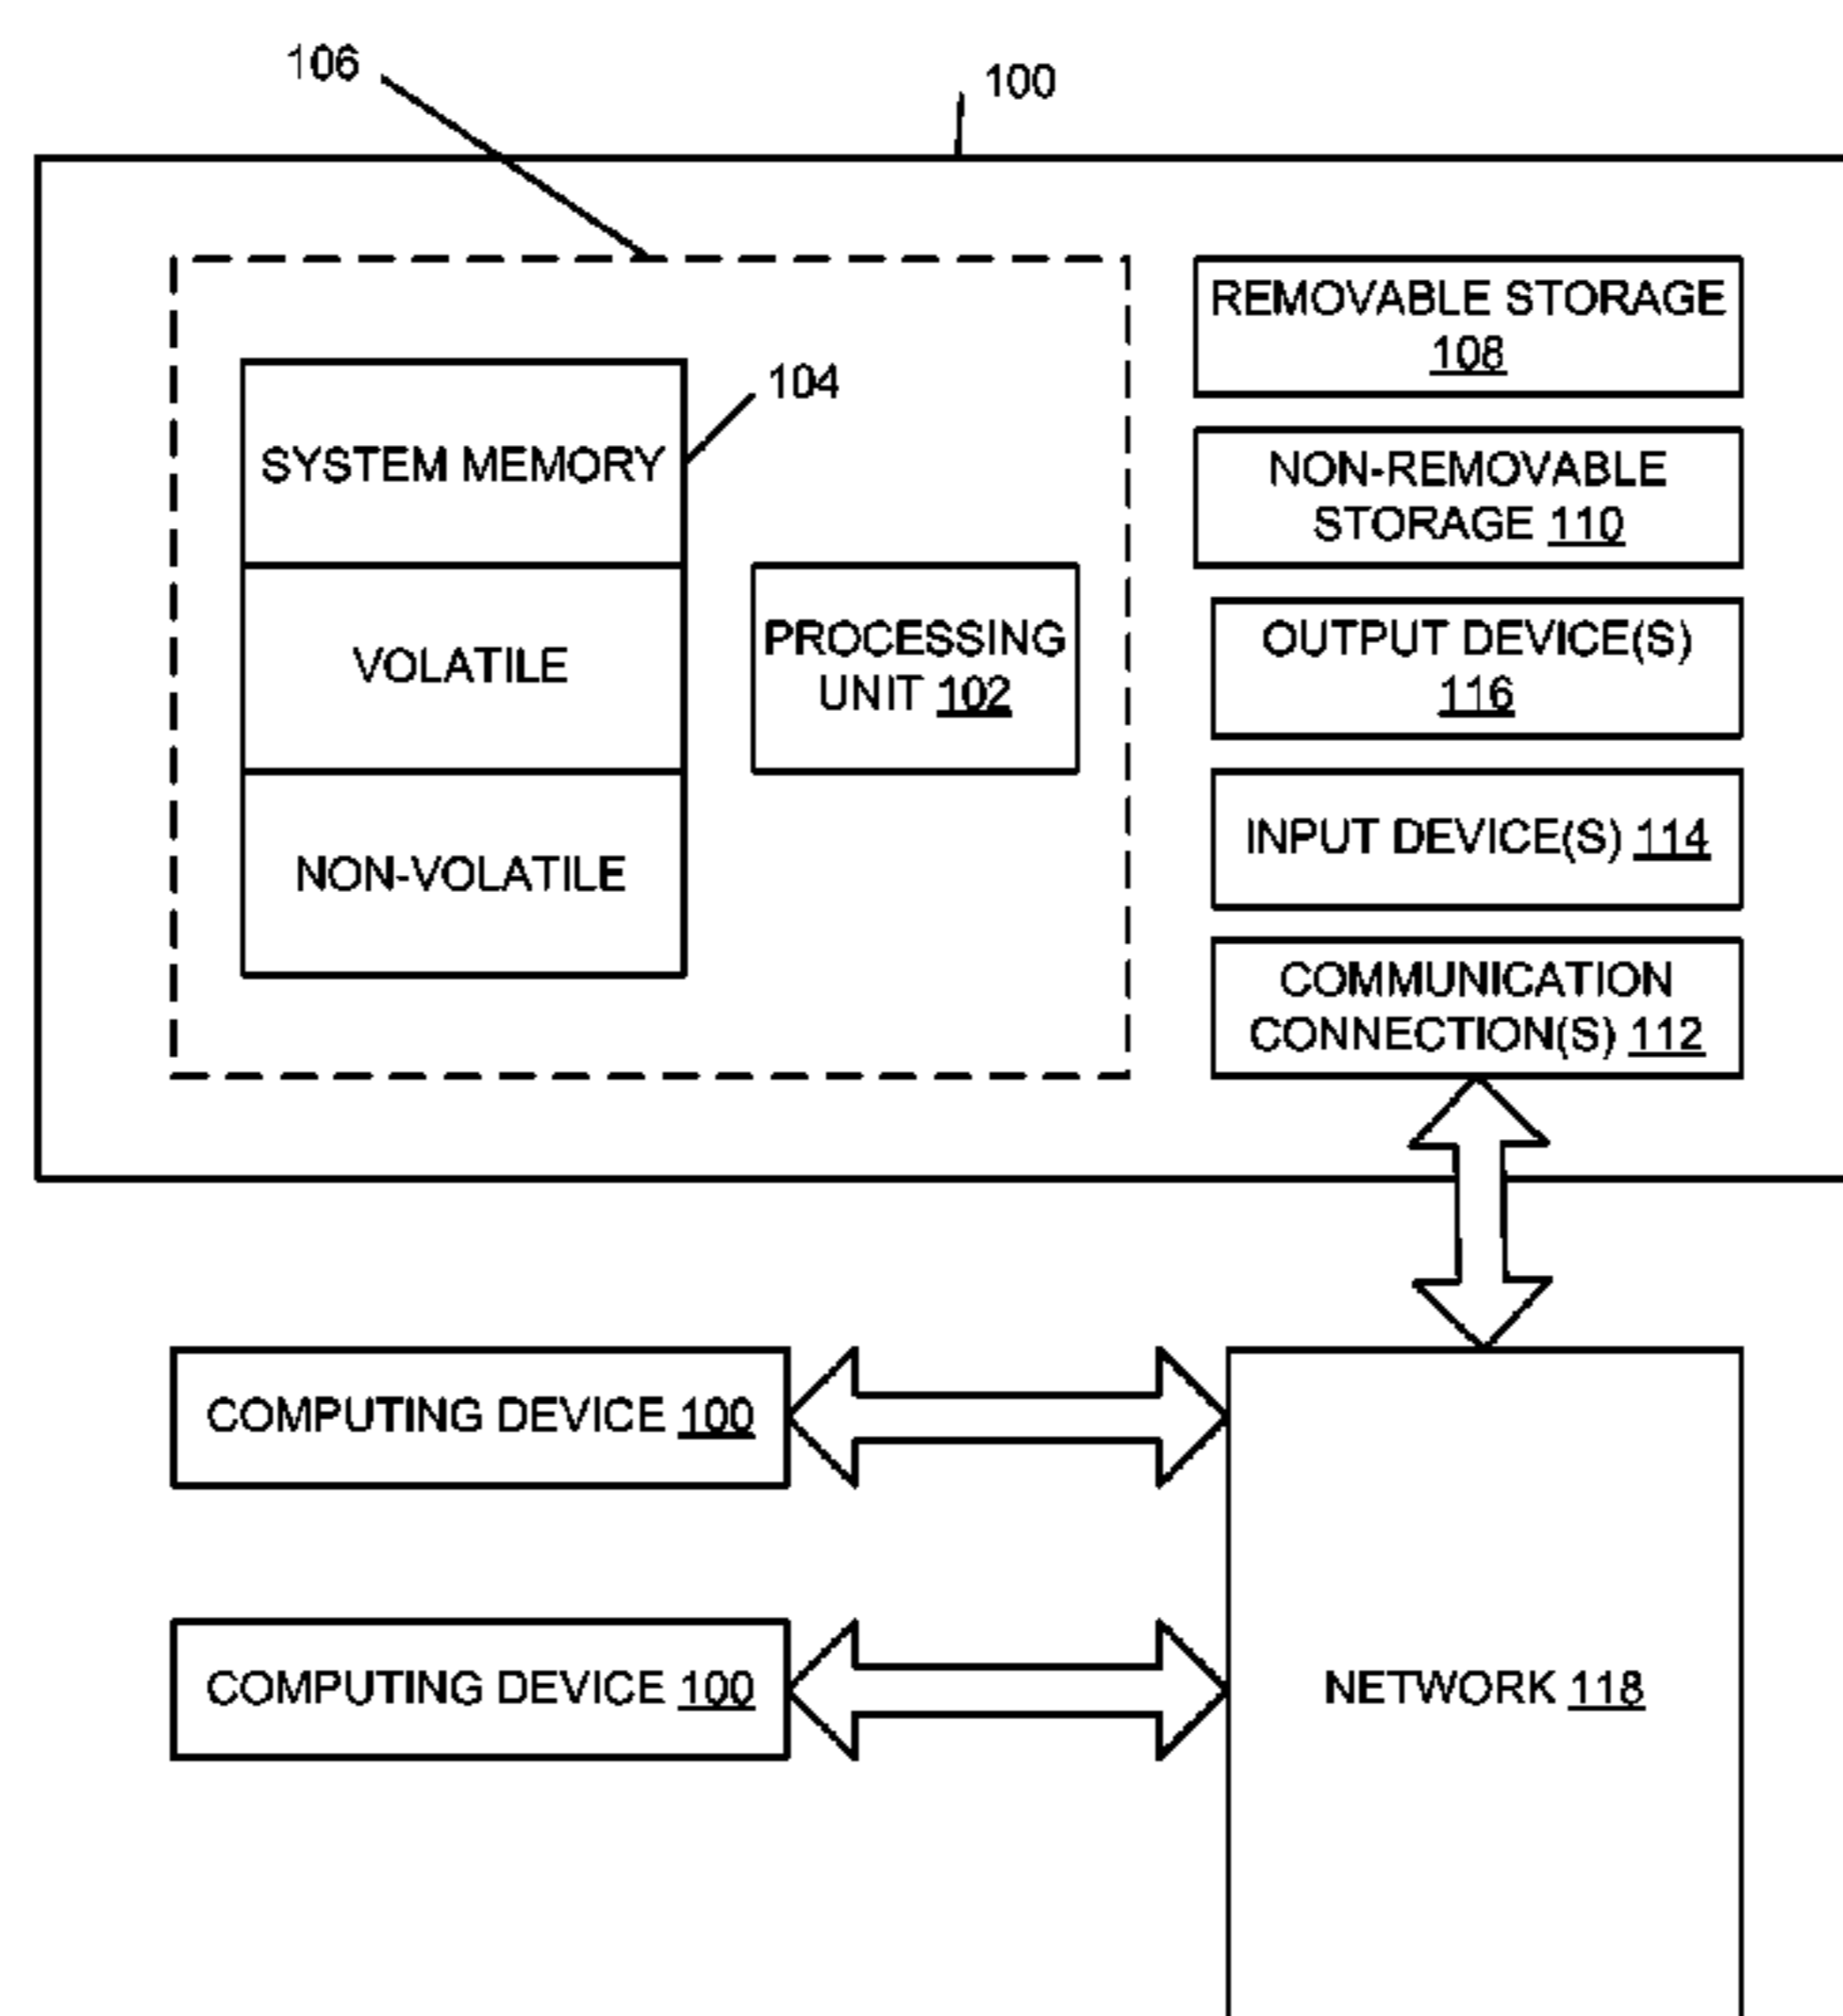 106
100
REMOVABLE STORAGE
108
104
SYSTEM MEMORY
NON-REMOVABLE
STORAGE 110
VOLATILE
PROCESSING
UNIT 102
OUTPUT DEVICE(S)
116
NON-VOLATILE
INPUT DEVICE(S) 114
COMMUNICATION
CONNECTION(S) 112
COMPUTING DEVICE 100
COMPUTING DEVICE 100
NETWORK 118